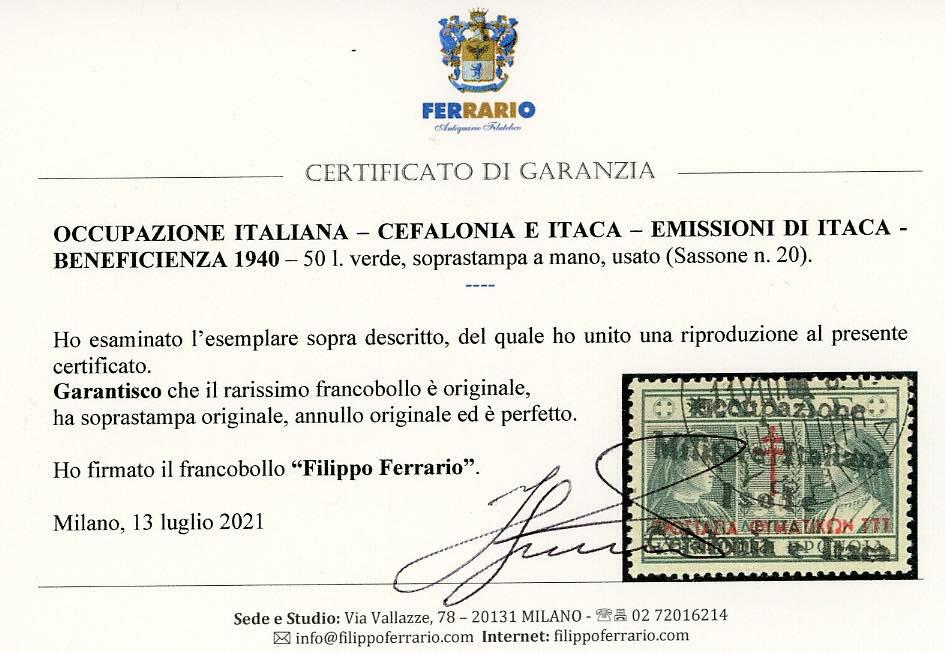 FERRARIO
Antiquario Filatelico
CERTIFICATO DI GARANZIA
OCCUPAZIONE ITALIANA – CEFALONIA E ITACA – EMISSIONI DI ITACA -
BENEFICIENZA 1940 – 50 l. verde, soprastampa a mano, usato (Sassone n. 20).
----
Ho esaminato l’esemplare sopra descritto, del quale ho unito una riproduzione al presente
certificato.
Garantisco che il rarissimo francobollo è originale,
ha soprastampa originale, annullo originale ed è perfetto.
Ho firmato il francobollo “Filippo Ferrario”.
Milano, 13 luglio 2021
Occupazione
Militare Italiana
Isole
ΠΡΟΣΤΑΣΙΑ ΦΥΜΑΤΙΚΩΝ ΤΤΤ
e Itaca
Sede e Studio: Via Vallazze, 78 – 20131 MILANO - 02 72016214
info@filippoferrario.com Internet: filippoferrario.com